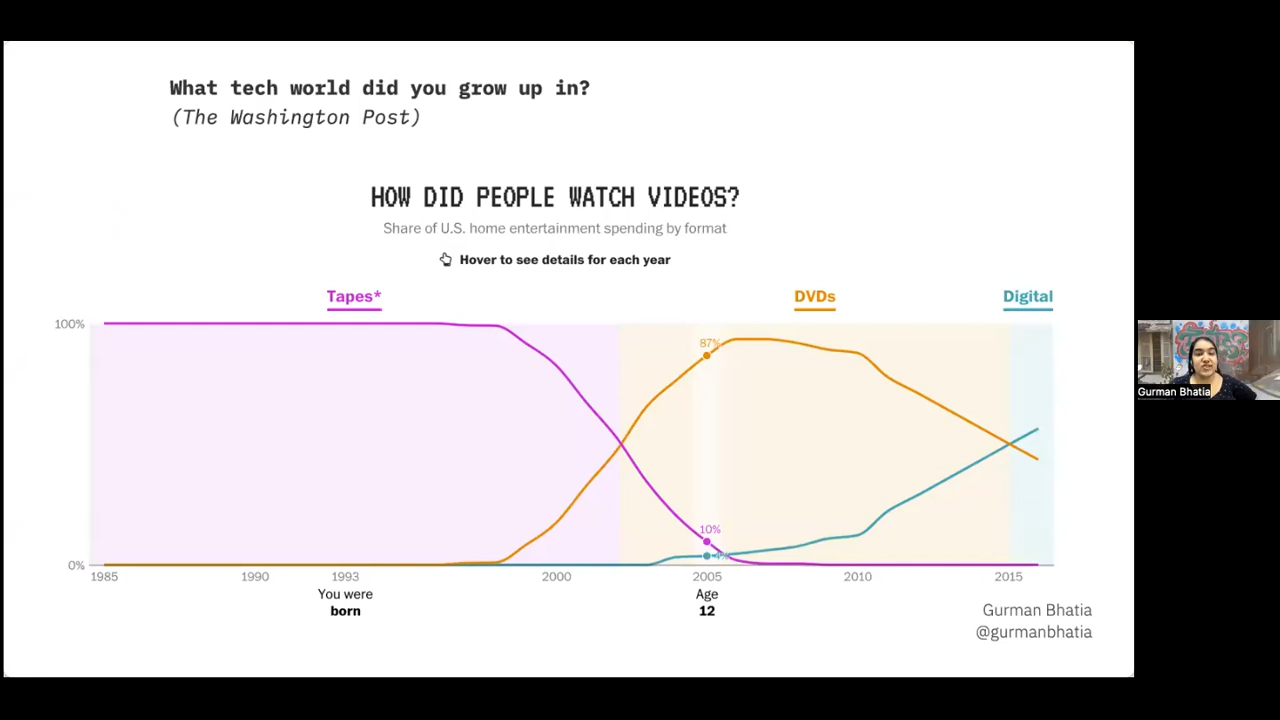 What tech world did you grow up in?
(The Washington Post)
HOW DID PEOPLE WATCH VIDEOS?
Share of U.S. home entertainment spending by format
Hover to see details for each year
Tapes* DVDs Digital
100%
87%
10%
4%
0%
1985 1990 1993 2000 2005 2010 2015
You were Age
born 12
Gurman Bhatia
@gurmanbhatia
Gurman Bhatia